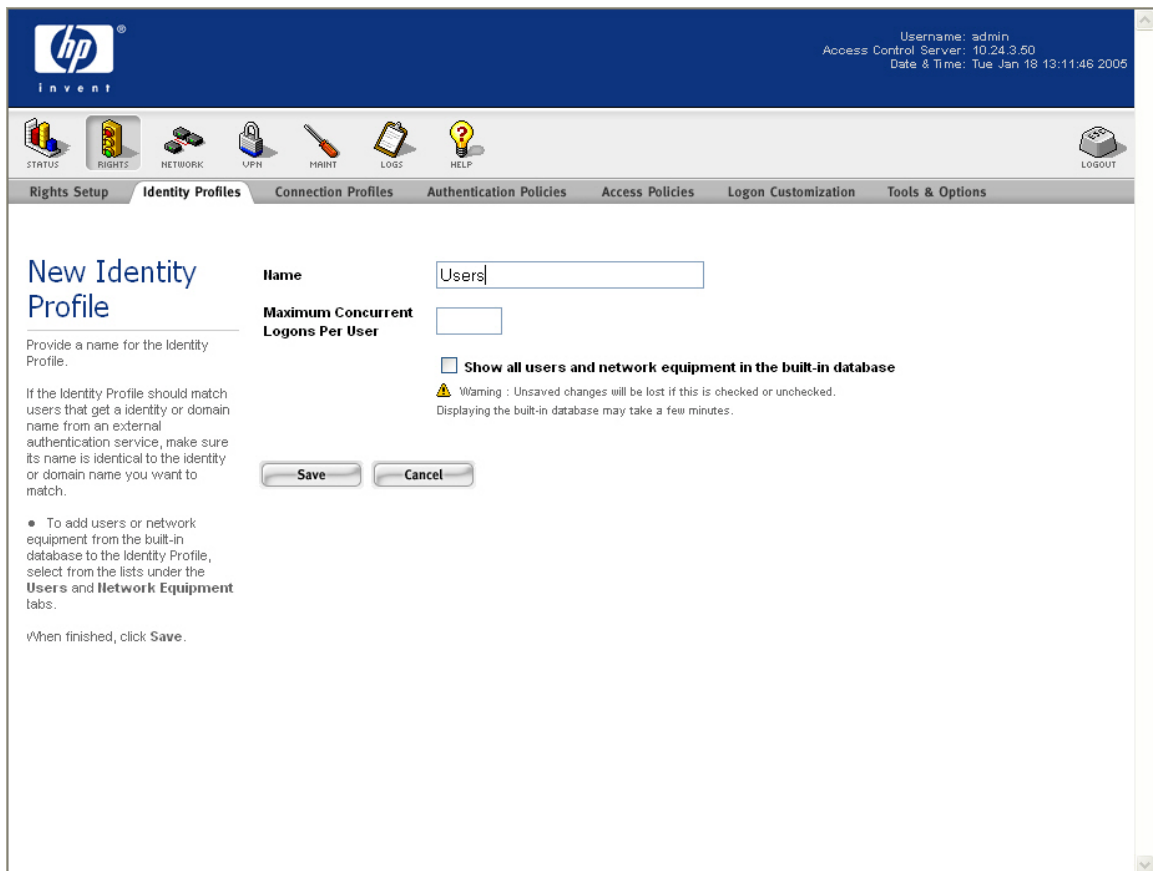 hp
®
invent
Username: admin
Access Control Server: 10.24.3.50
Date & Time: Tue Jan 18 13:11:46 2005
STATUS
RIGHTS
NETWORK
VPN
MAINT
LOGS
HELP
LOGOUT
Rights Setup
Identity Profiles
Connection Profiles
Authentication Policies
Access Policies
Logon Customization
Tools & Options
New Identity
Profile
Provide a name for the Identity
Profile.
If the Identity Profile should match
users that get a identity or domain
name from an external
authentication service, make sure
its name is identical to the identity
or domain name you want to
match.
● To add users or network
equipment from the built-in
database to the Identity Profile,
select from the lists under the
Users and Network Equipment
tabs.
When finished, click Save.
Name
Users
Maximum Concurrent
Logons Per User
Show all users and network equipment in the built-in database
Warning : Unsaved changes will be lost if this is checked or unchecked.
Displaying the built-in database may take a few minutes.
Save
Cancel